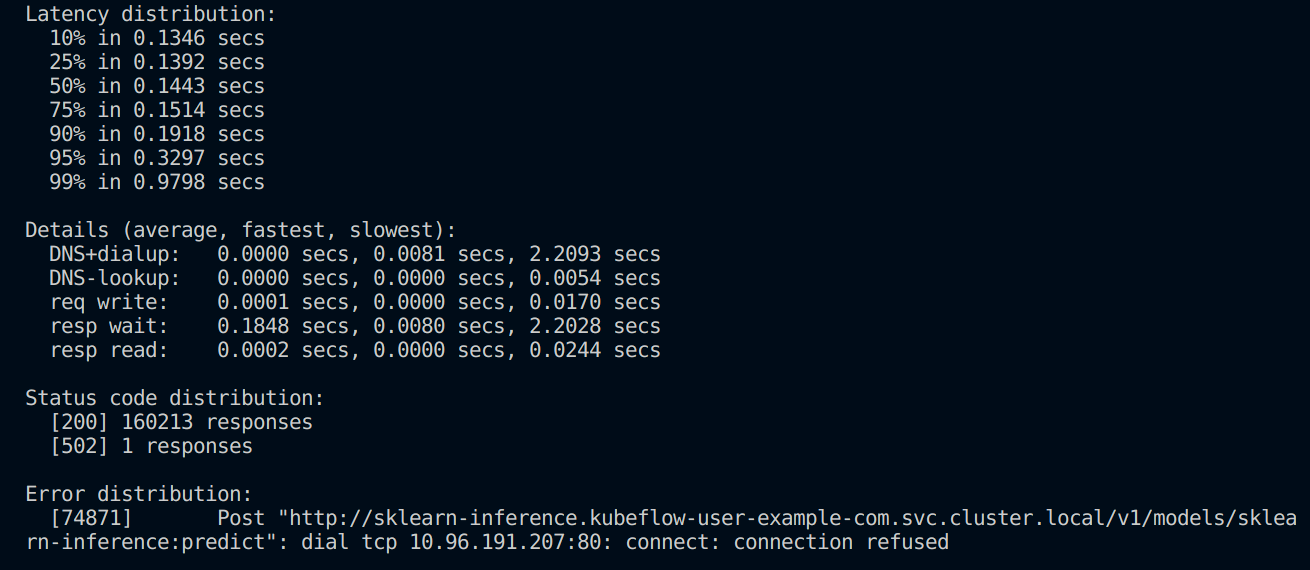 Latency distribution:
  10% in 0.1346 secs
  25% in 0.1392 secs
  50% in 0.1443 secs
  75% in 0.1514 secs
  90% in 0.1918 secs
  95% in 0.3297 secs
  99% in 0.9798 secs

Details (average, fastest, slowest):
  DNS+dialup:   0.0000 secs, 0.0081 secs, 2.2093 secs
  DNS-lookup:   0.0000 secs, 0.0000 secs, 0.0054 secs
  req write:    0.0001 secs, 0.0000 secs, 0.0170 secs
  resp wait:    0.1848 secs, 0.0080 secs, 2.2028 secs
  resp read:    0.0002 secs, 0.0000 secs, 0.0244 secs

Status code distribution:
  [200] 160213 responses
  [502] 1 responses

Error distribution:
  [74871]       Post "http://sklearn-inference.kubeflow-user-example-com.svc.cluster.local/v1/models/sklea
rn-inference:predict": dial tcp 10.96.191.207:80: connect: connection refused